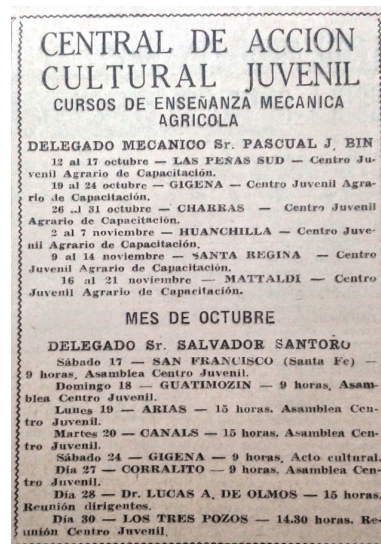 CENTRAL DE ACCION
CULTURAL JUVENIL
CURSOS DE ENSEÑANZA MECANICA
AGRICOLA
DELEGADO MECANICO Sr. PASCUAL J. BIN
12 al 17 octubre — LAS PEÑAS SUD — Centro Ju-
venil Agrario de Capacitación.
19 al 24 octubre — GIGENA — Centro Juvenil Agra-
rio de Capacitación.
26 al 31 octubre — CHARRAS — Centro Juvenil
Agrario de Capacitación.
2 al 7 noviembre — HUANCHILLA — Centro Juve-
nil Agrario de Capacitación.
9 al 14 noviembre — SANTA REGINA — Centro
Juvenil Agrario de Capacitación.
16 al 21 noviembre — MATTALDI — Centro
Juvenil Agrario de Capacitación.
MES DE OCTUBRE
DELEGADO Sr. SALVADOR SANTORO
Sábado 17 — SAN FRANCISCO (Santa Fe) —
9 horas, Asamblea Centro Juvenil.
Domingo 18 — GUATIMOZIN — 9 horas, Asam-
blea Centro Juvenil.
Lunes 19 — ARIAS — 15 horas. Asamblea Cen-
tro Juvenil.
Martes 20 — CANALS — 15 horas. Asamblea Cen-
tro Juvenil.
Sábado 24 — GIGENA — 9 horas, Acto cultural.
Día 27 — CORRALITO — 9 horas. Asamblea Cen-
tro Juvenil.
Día 28 — Dr. LUCAS A. DE OLMOS — 15 horas.
Reunión dirigentes.
Día 30 — LOS TRES POZOS — 14.30 horas. Re-
unión Centro Juvenil.